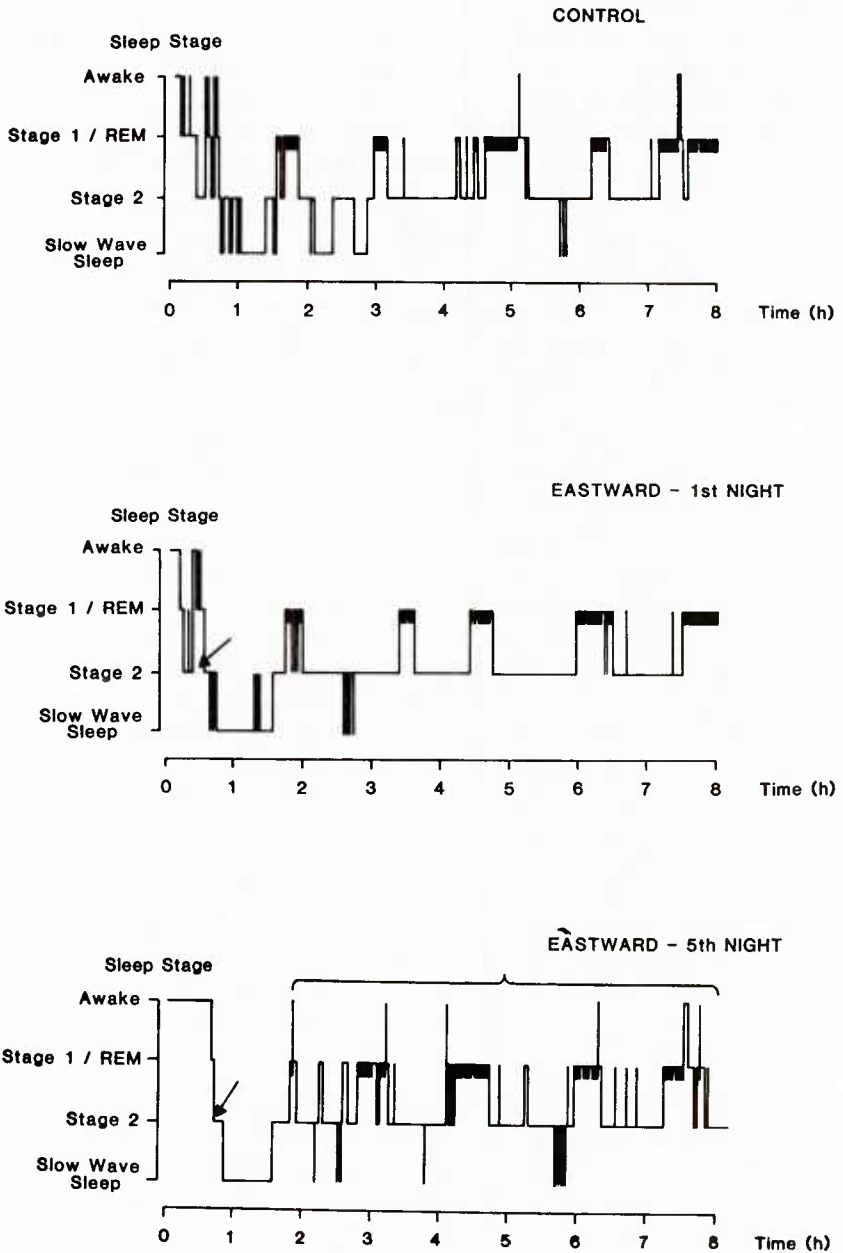 CONTROL
Sleep Stage
Awake
Stage 1 / REM
Stage 2
Slow Wave
Sleep
0 1 2 3 4 5 6 7 8 Time (h)
EASTWARD - 1st NIGHT
Sleep Stage
Awake
Stage 1 / REM
Stage 2
Slow Wave
Sleep
0 1 2 3 4 5 6 7 8 Time (h)
EASTWARD - 5th NIGHT
Sleep Stage
Awake
Stage 1 / REM
Stage 2
Slow Wave
Sleep
0 1 2 3 4 5 6 7 8 Time (h)